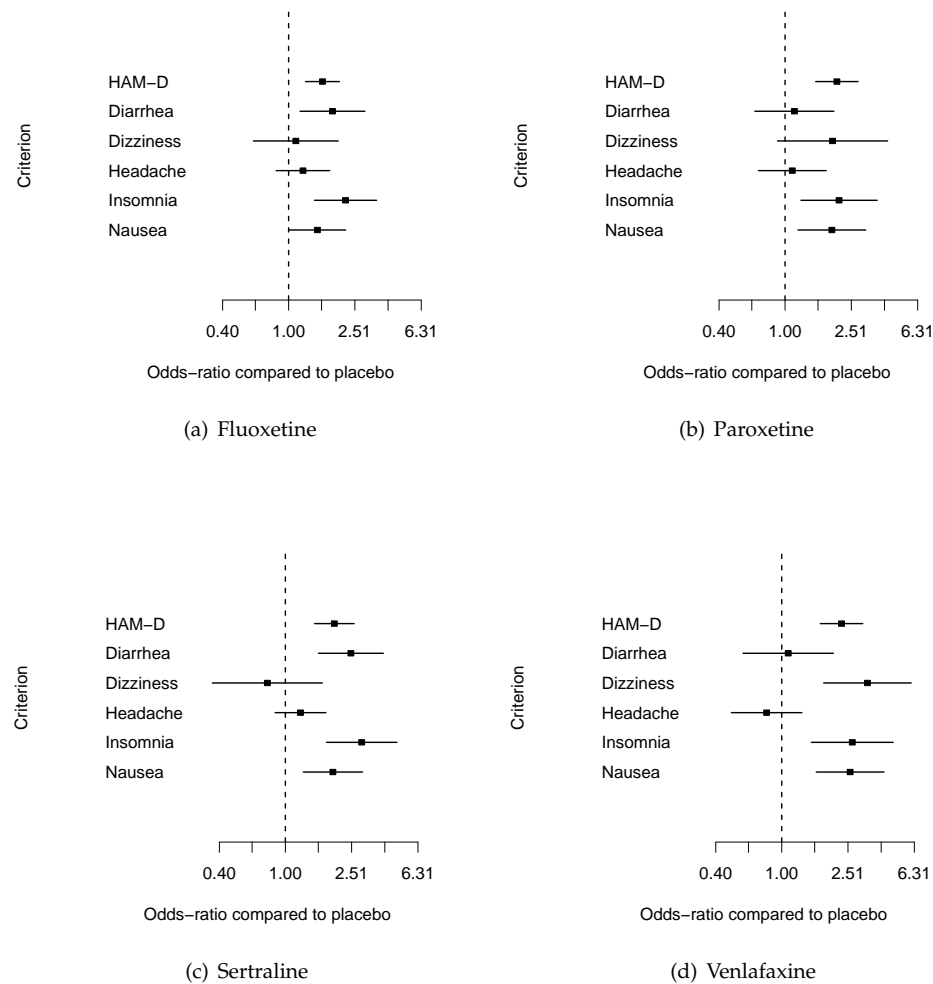 Criterion
HAM−D
Diarrhea
Dizziness
Headache
Insomnia
Nausea
0.40 1.00 2.51 6.31
Odds−ratio compared to placebo
(a) Fluoxetine
Criterion
HAM−D
Diarrhea
Dizziness
Headache
Insomnia
Nausea
0.40 1.00 2.51 6.31
Odds−ratio compared to placebo
(b) Paroxetine
Criterion
HAM−D
Diarrhea
Dizziness
Headache
Insomnia
Nausea
0.40 1.00 2.51 6.31
Odds−ratio compared to placebo
(c) Sertraline
Criterion
HAM−D
Diarrhea
Dizziness
Headache
Insomnia
Nausea
0.40 1.00 2.51 6.31
Odds−ratio compared to placebo
(d) Venlafaxine